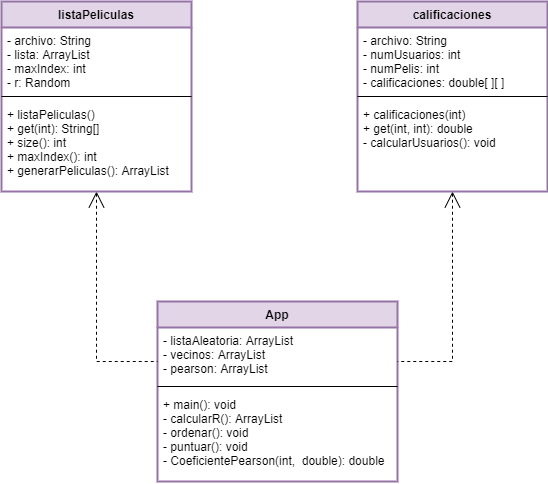 listaPeliculas
- archivo: String
- lista: ArrayList
- maxIndex: int
- r: Random
+ listaPeliculas()
+ get(int): String[]
+ size(): int
+ maxIndex(): int
+ generarPeliculas(): ArrayList
calificaciones
- archivo: String
- numUsuarios: int
- numPelis: int
- calificaciones: double[ ][ ]
+ calificaciones(int)
+ get(int, int): double
- calcularUsuarios(): void
App
- listaAleatoria: ArrayList
- vecinos: ArrayList
- pearson: ArrayList
+ main(): void
- calcularR(): ArrayList
- ordenar(): void
- puntuar(): void
- CoeficientePearson(int, double): double